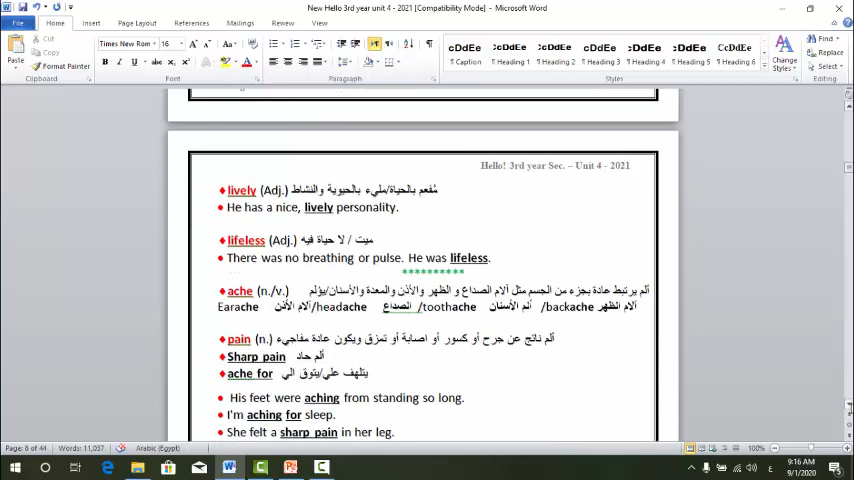 New Hello 3rd year unit 4 - 2021 [Compatibility Mode] - Microsoft Word
File Home Insert Page Layout References Mailings Review View
Paste
Cut
Copy
Format Painter
Clipboard
Times New Rom 16
Font
Paragraph
Caption Heading 1 Heading 2 Heading 3 Heading 4 Heading 5 Heading 6
Styles
Change Styles
Find
Replace
Select
Editing
Hello! 3rd year Sec. – Unit 4 - 2021
♦lively (Adj.) مُفعم بالحياة/مليء بالحيوية والنشاط
• He has a nice, lively personality.
♦lifeless (Adj.) ميت / لا حياة فيه
• There was no breathing or pulse. He was lifeless.
**********
♦ache (n./v.) ألم يرتبط عادة بجزء من الجسم مثل آلام الصداع و الظهر والأذن والمعدة والأسنان/يؤلم
Earache آلام الأذن /headache الصداع /toothache ألم الأسنان /backache آلام الظهر
♦pain (n.) ألم ناتج عن جرح أو كسور أو اصابة أو تمزق ويكون عادة مفاجيء
♦Sharp pain ألم حاد
♦ache for يتلهف علي/يتوق الي
• His feet were aching from standing so long.
• I'm aching for sleep.
• She felt a sharp pain in her leg.
Page: 8 of 44 Words: 11,037 Arabic (Egypt) 100%
9:16 AM
9/1/2020